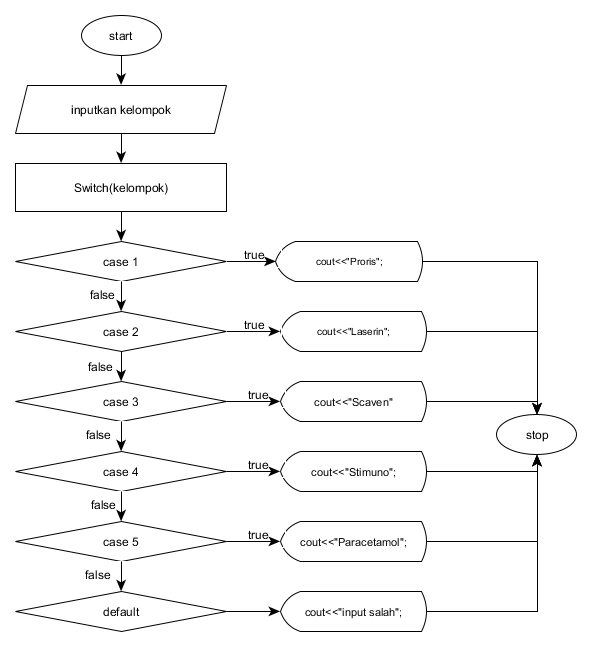 start
inputkan kelompok
Switch(kelompok)
case 1
true
cout<<"Proris";
false
case 2
true
cout<<"Laserin";
false
case 3
true
cout<<"Scaven"
false
stop
case 4
true
cout<<"Stimuno";
false
case 5
true
cout<<"Paracetamol";
false
default
cout<<"input salah";